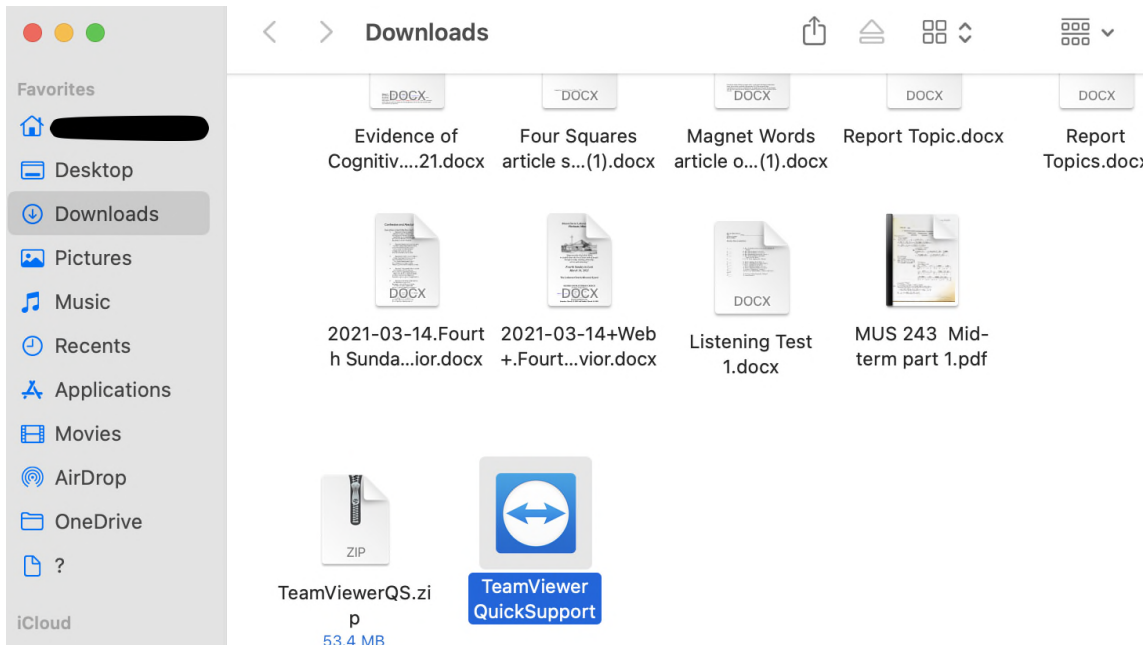 Downloads
Favorites
Desktop
Downloads
Pictures
Music
Recents
Applications
Movies
AirDrop
OneDrive
?
iCloud
DOCX
DOCX
DOCX
DOCX
DOCX
Evidence of
Cognitiv....21.docx
Four Squares
article s...(1).docx
Magnet Words
article o...(1).docx
Report Topic.docx
Report
Topics.docx
DOCX
DOCX
DOCX
2021-03-14.Fourt
h Sunda...ior.docx
2021-03-14+Web
+.Fourt...vior.docx
Listening Test
1.docx
MUS 243 Mid-
term part 1.pdf
ZIP
TeamViewerQS.zi
p
53.4 MB
TeamViewer
QuickSupport